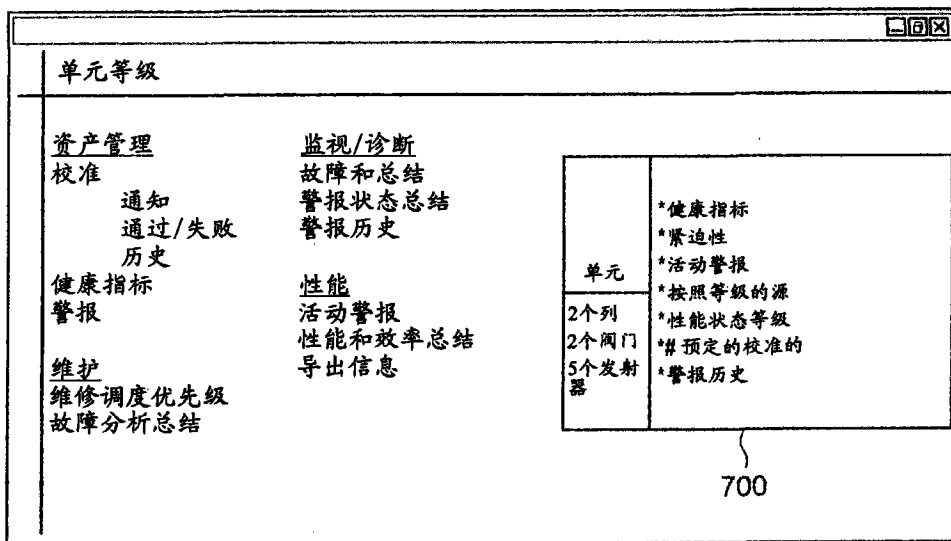 单元等级
资产管理
校准
通知
通过/失败
历史
健康指标
警报
维护
维修调度优先级
故障分析总结
监视/诊断
故障和总结
警报状态总结
警报历史
性能
活动警报
性能和效率总结
导出信息
单元
2个列
2个阀门
5个发射
器
*健康指标
*紧迫性
*活动警报
*按照等级的源
*性能状态等级
*# 预定的校准的
*警报历史
700